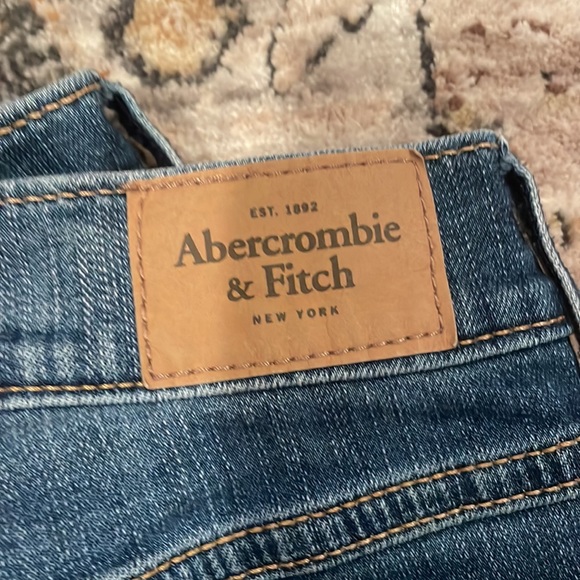 EST. 1892
Abercrombie
& Fitch
NEW YORK